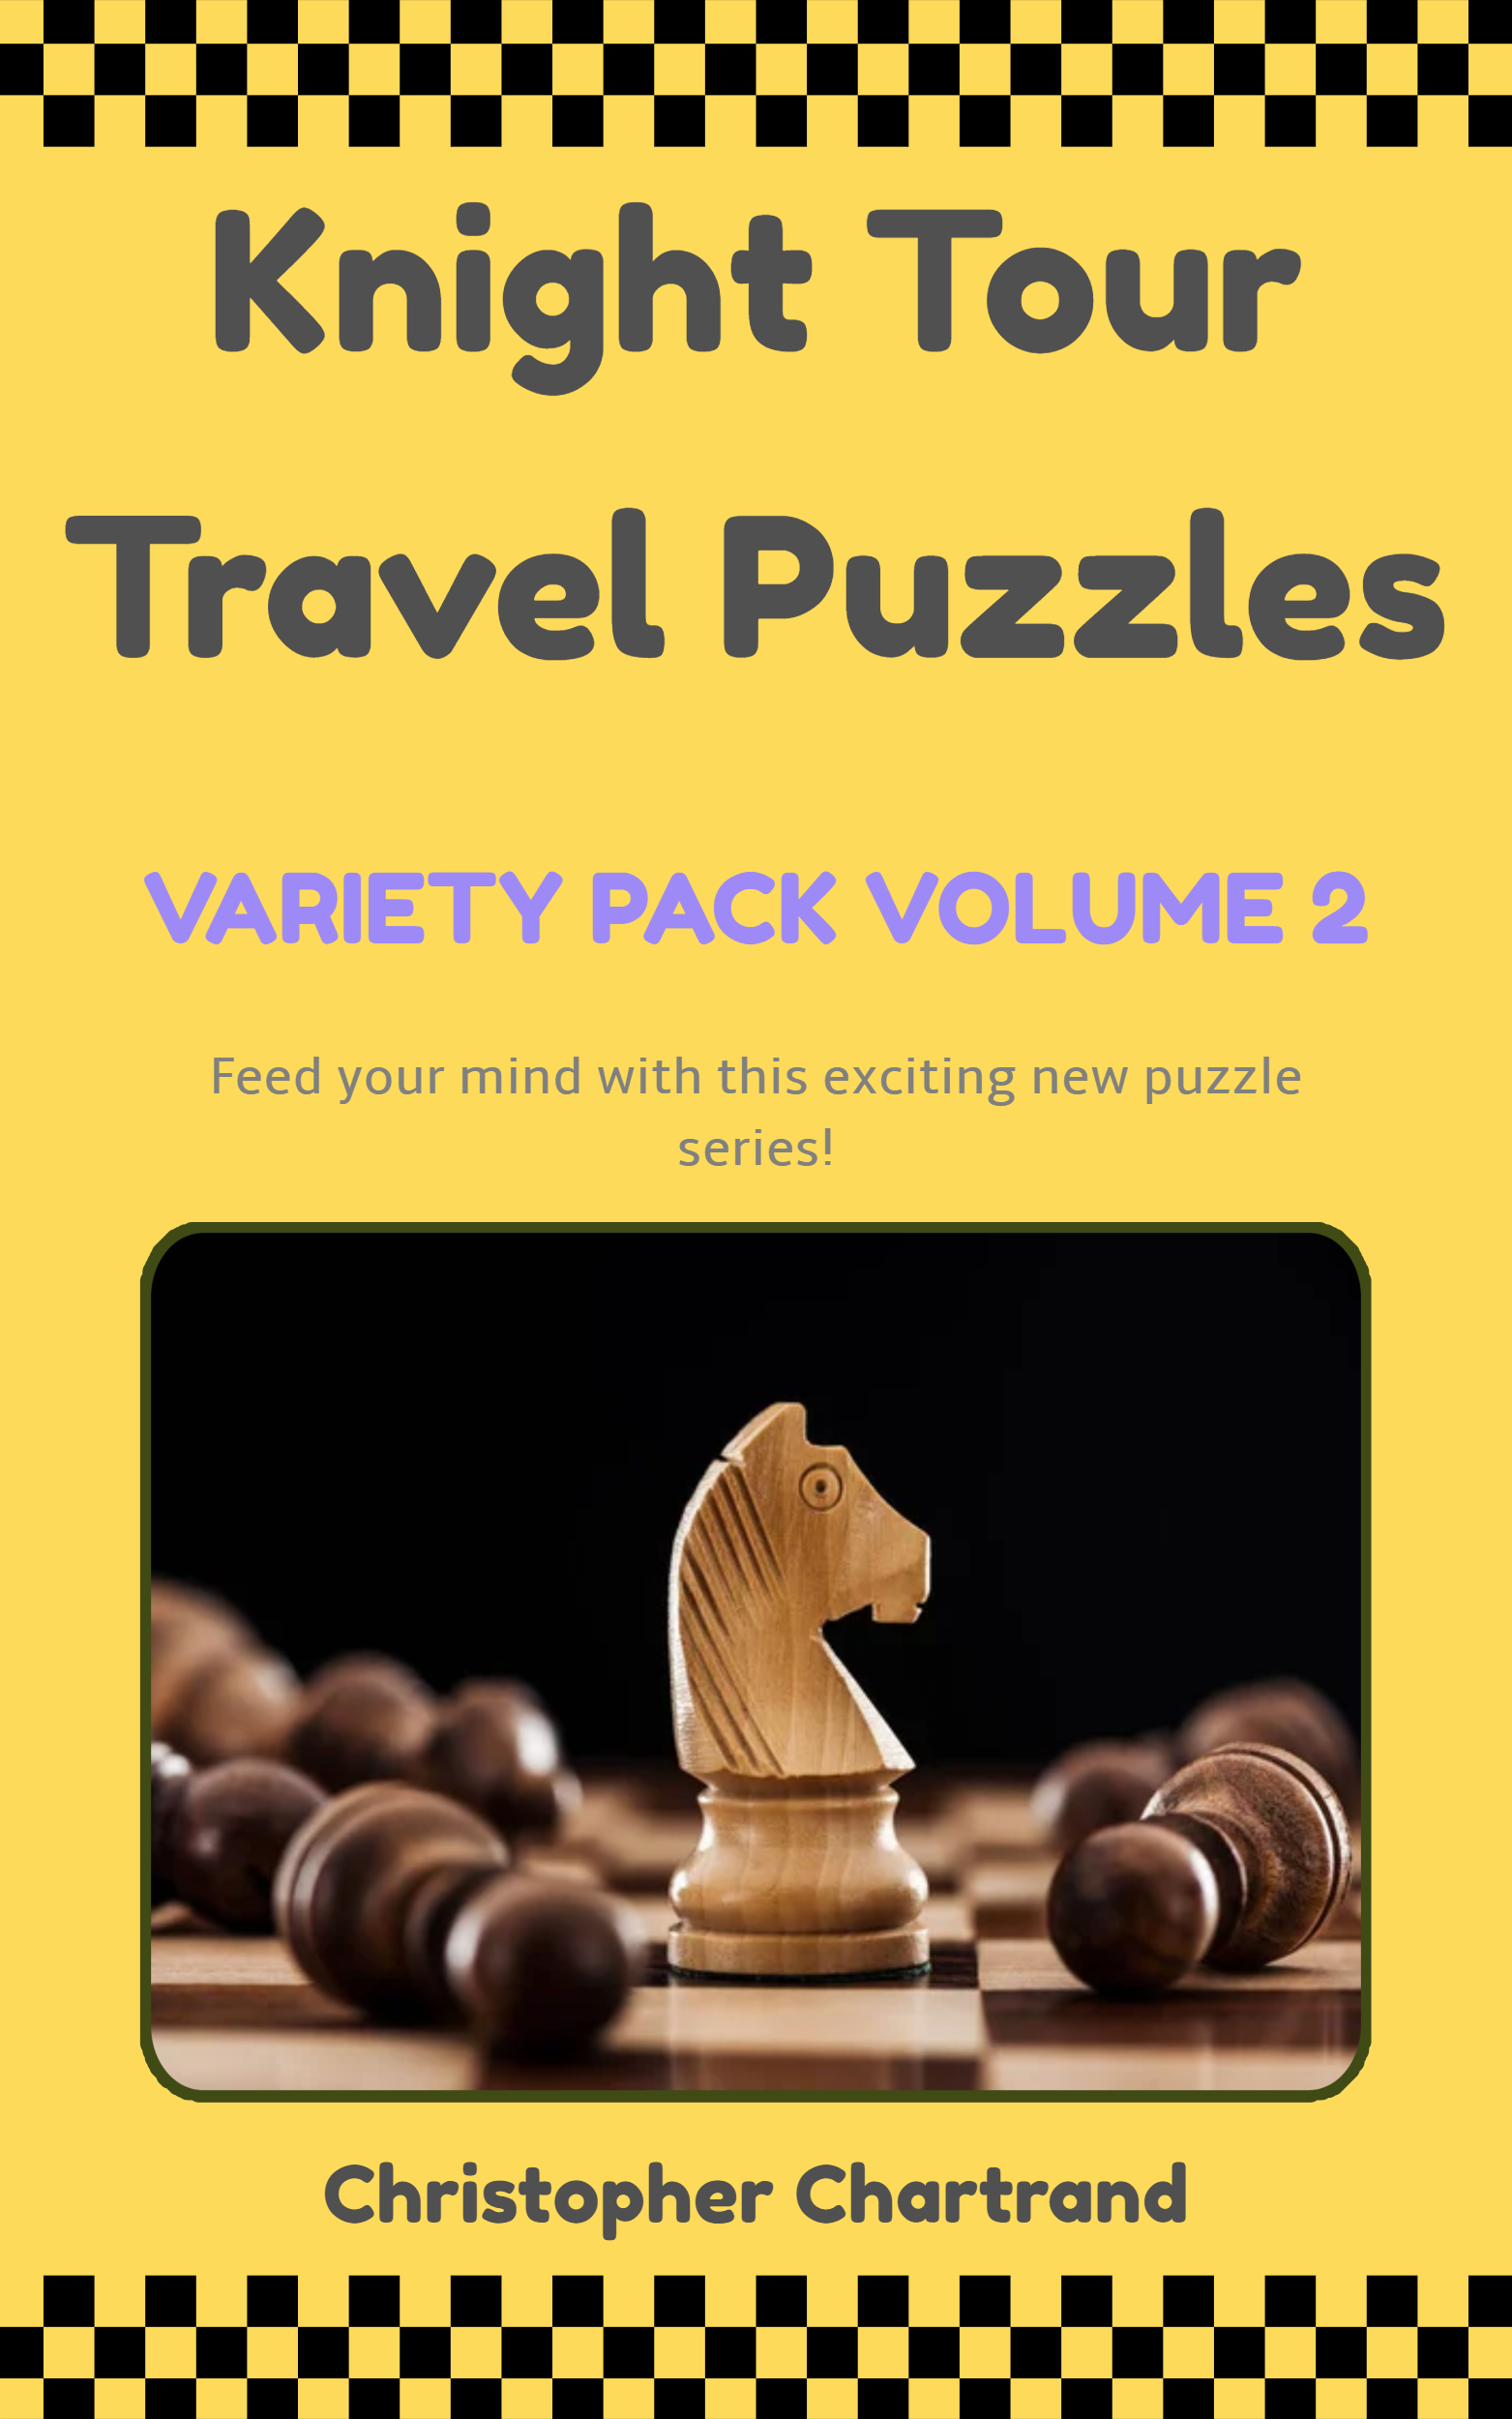 Knight Tour
Travel Puzzles
VARIETY PACK VOLUME 2
Feed your mind with this exciting new puzzle
series!
Christopher Chartrand